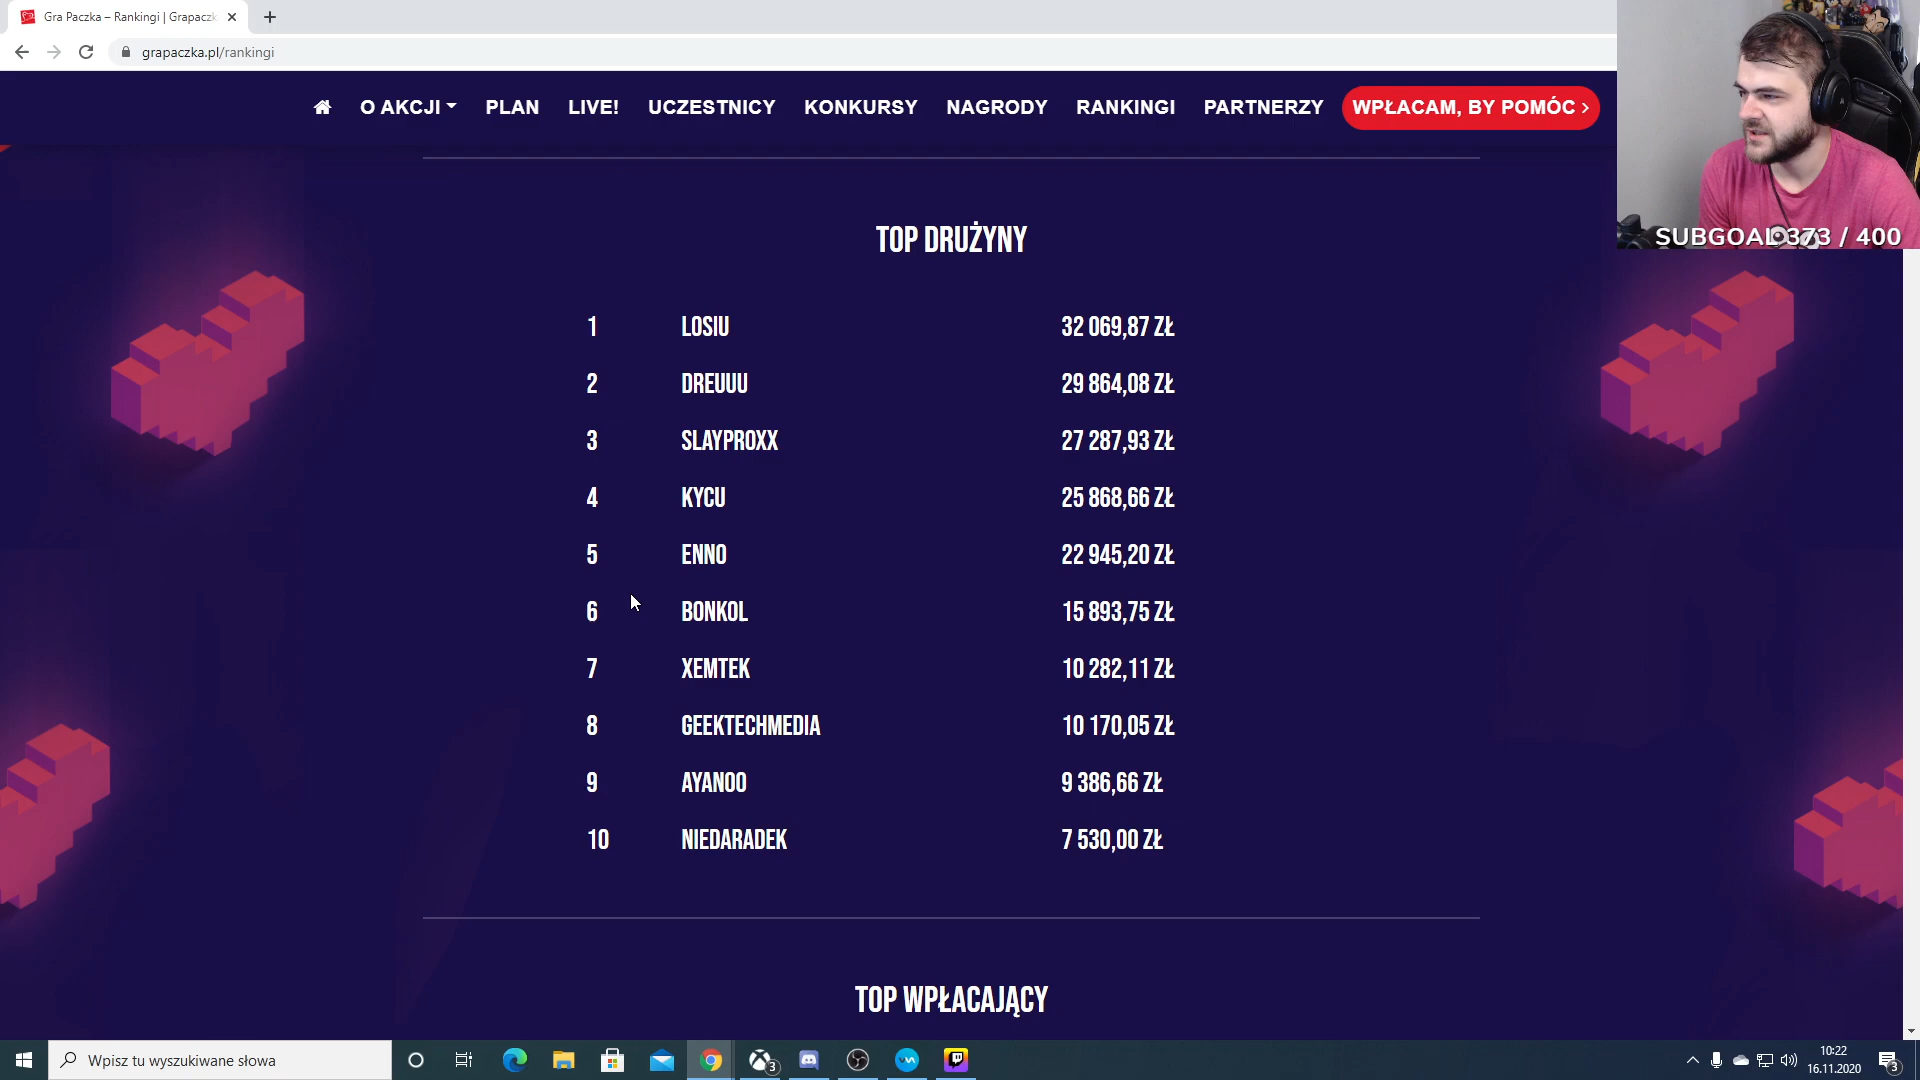 Gra Paczka – Rankingi | Grapaczk
grapaczka.pl/rankingi
O AKCJI PLAN LIVE! UCZESTNICY KONKURSY NAGRODY RANKINGI PARTNERZY WPŁACAM, BY POMÓC ›
SUBGOAL 373 / 400
TOP DRUŻYNY
1 LOSIU 32 069,87 ZŁ
2 DREUUU 29 864,08 ZŁ
3 SLAYPROXX 27 287,93 ZŁ
4 KYCU 25 868,66 ZŁ
5 ENNO 22 945,20 ZŁ
6 BONKOL 15 893,75 ZŁ
7 XEMTEK 10 282,11 ZŁ
8 GEEKTECHMEDIA 10 170,05 ZŁ
9 AYANOO 9 386,66 ZŁ
10 NIEDARADEK 7 530,00 ZŁ
TOP WPŁACAJĄCY
Wpisz tu wyszukiwane słowa
3
10:22
16.11.2020
3